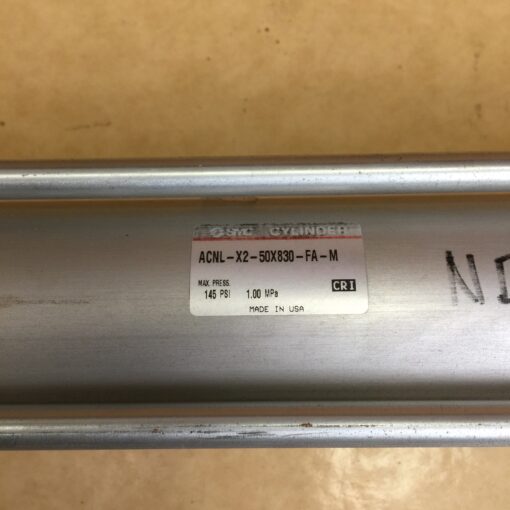 SMC CYLINDER
ACNL-X2-50X830-FA-M
MAX. PRESS.
145 PSI 1.00 MPa CRI
MADE IN USA